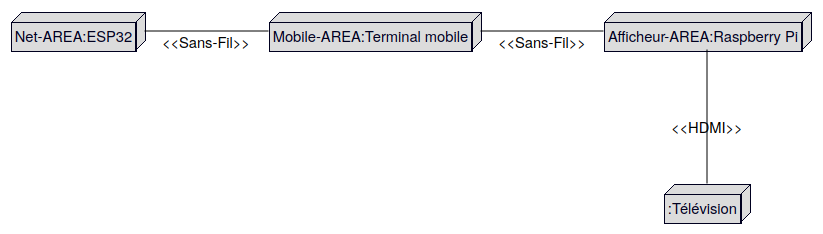 Net-AREA:ESP32
<<Sans-Fil>>
Mobile-AREA:Terminal mobile
<<Sans-Fil>>
Afficheur-AREA:Raspberry Pi
<<HDMI>>
:Télévision